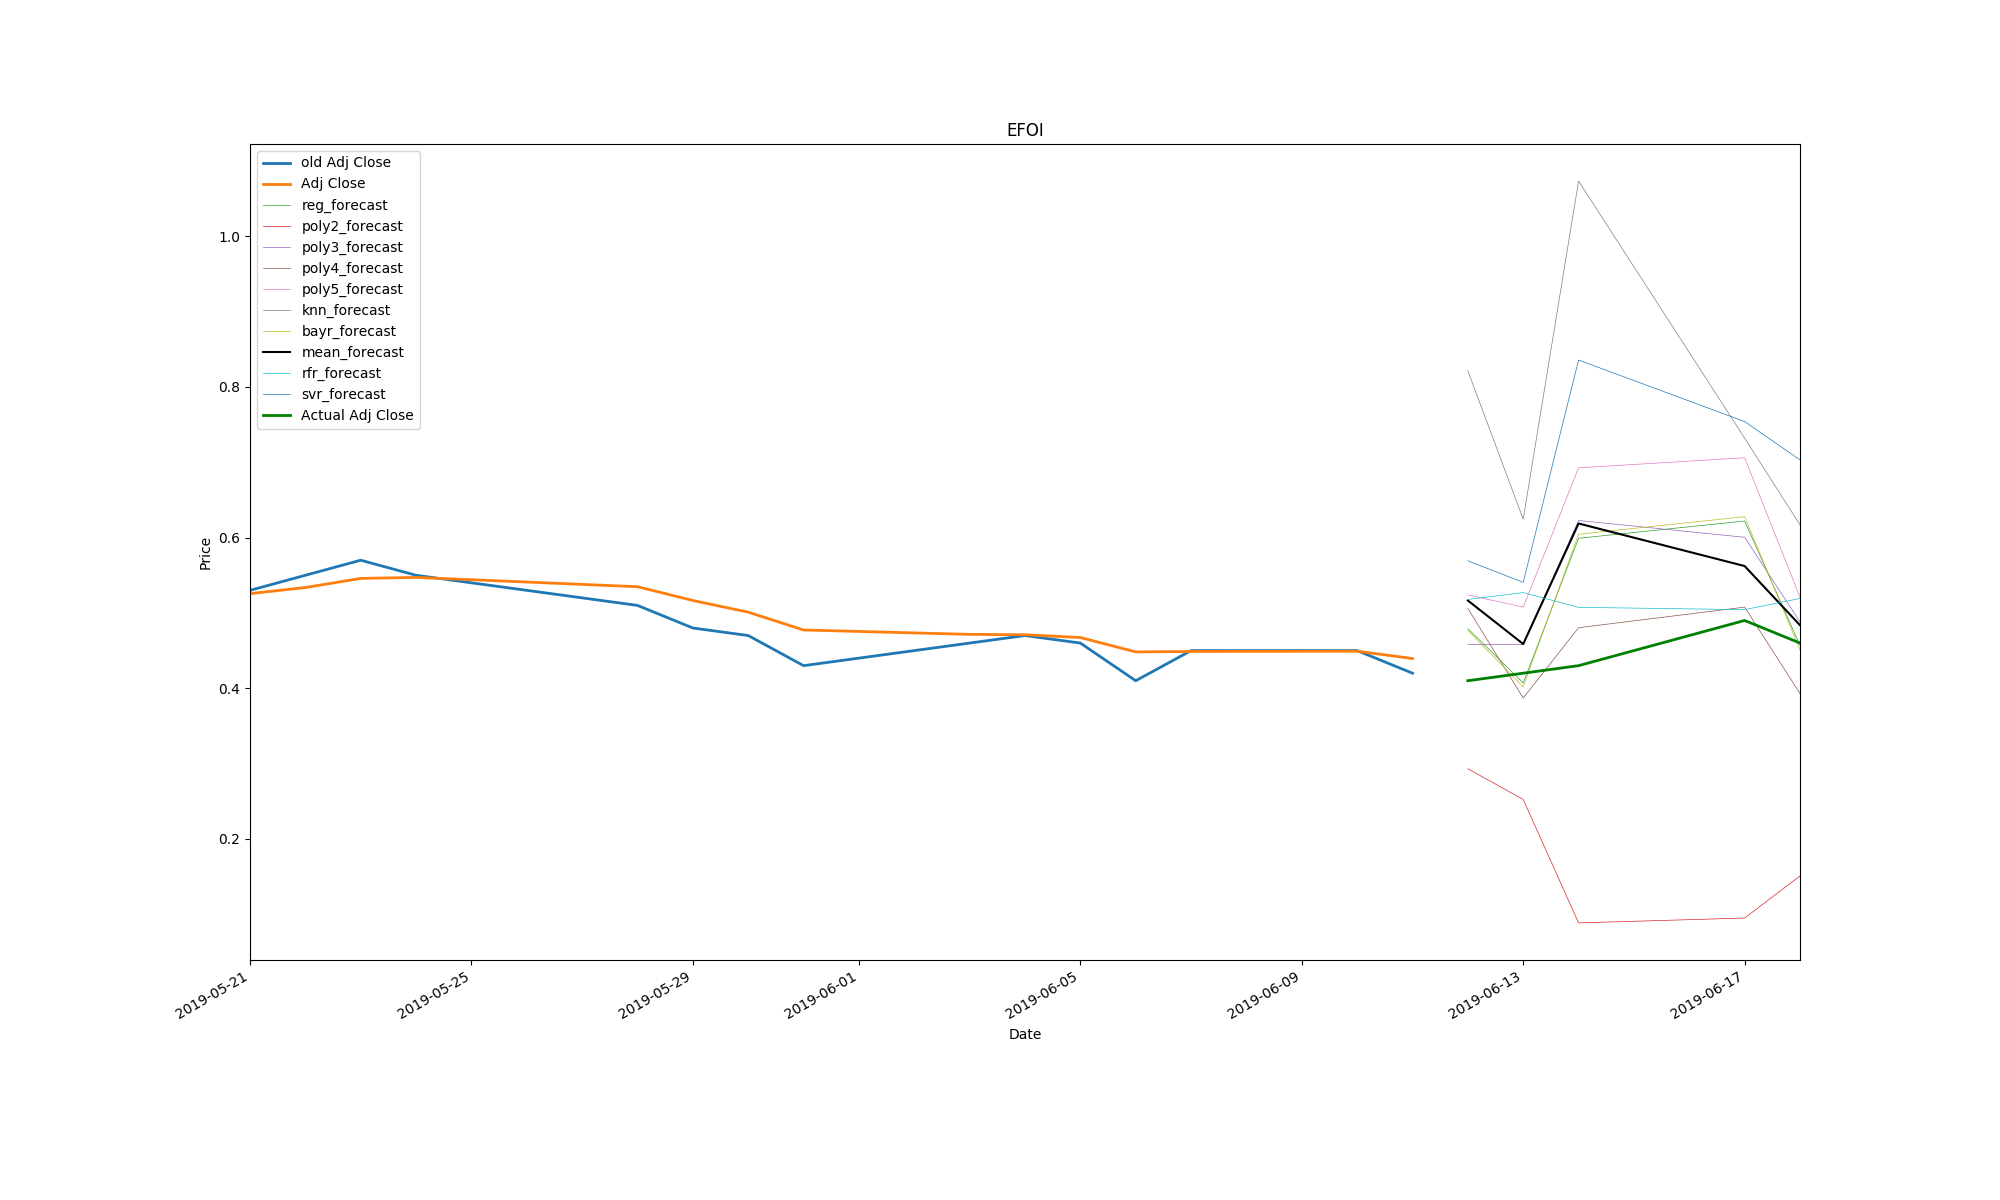 EFOI
old Adj Close
Adj Close
reg_forecast
poly2_forecast
poly3_forecast
poly4_forecast
poly5_forecast
knn_forecast
bayr_forecast
mean_forecast
rfr_forecast
svr_forecast
Actual Adj Close
1.0
0.8
0.6
0.4
0.2
Price
2019-05-21
2019-05-25
2019-05-29
2019-06-01
2019-06-05
2019-06-09
2019-06-13
2019-06-17
Date